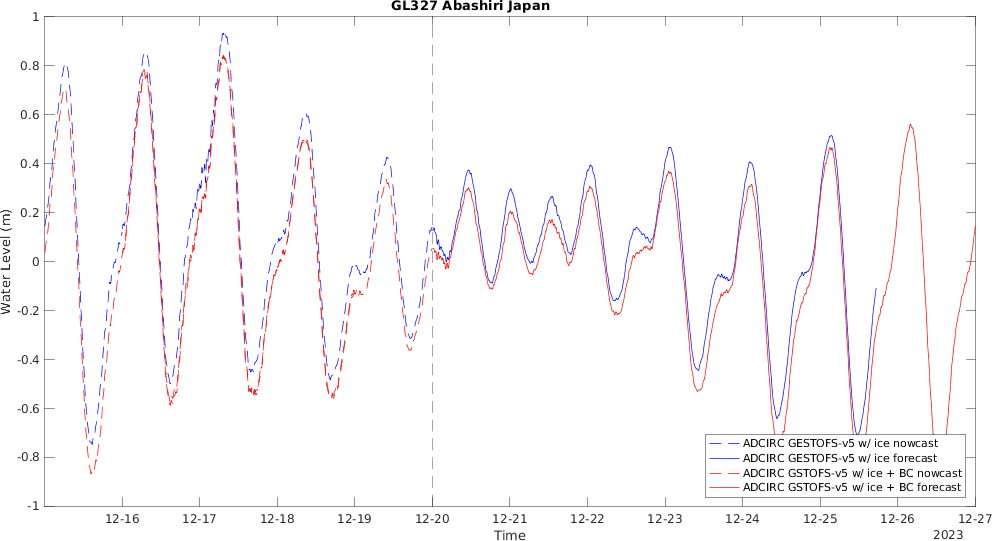 GL327 Abashiri Japan
1
0.8
0.6
0.4
0.2
0
-0.2
-0.4
-0.6
-0.8
-1
Water Level (m)
ADCIRC GESTOFS-v5 w/ ice nowcast
ADCIRC GESTOFS-v5 w/ ice forecast
ADCIRC GSTOFS-v5 w/ ice + BC nowcast
ADCIRC GSTOFS-v5 w/ ice + BC forecast
12-16 12-17 12-18 12-19 12-20 12-21 12-22 12-23 12-24 12-25 12-26 12-27
Time
2023